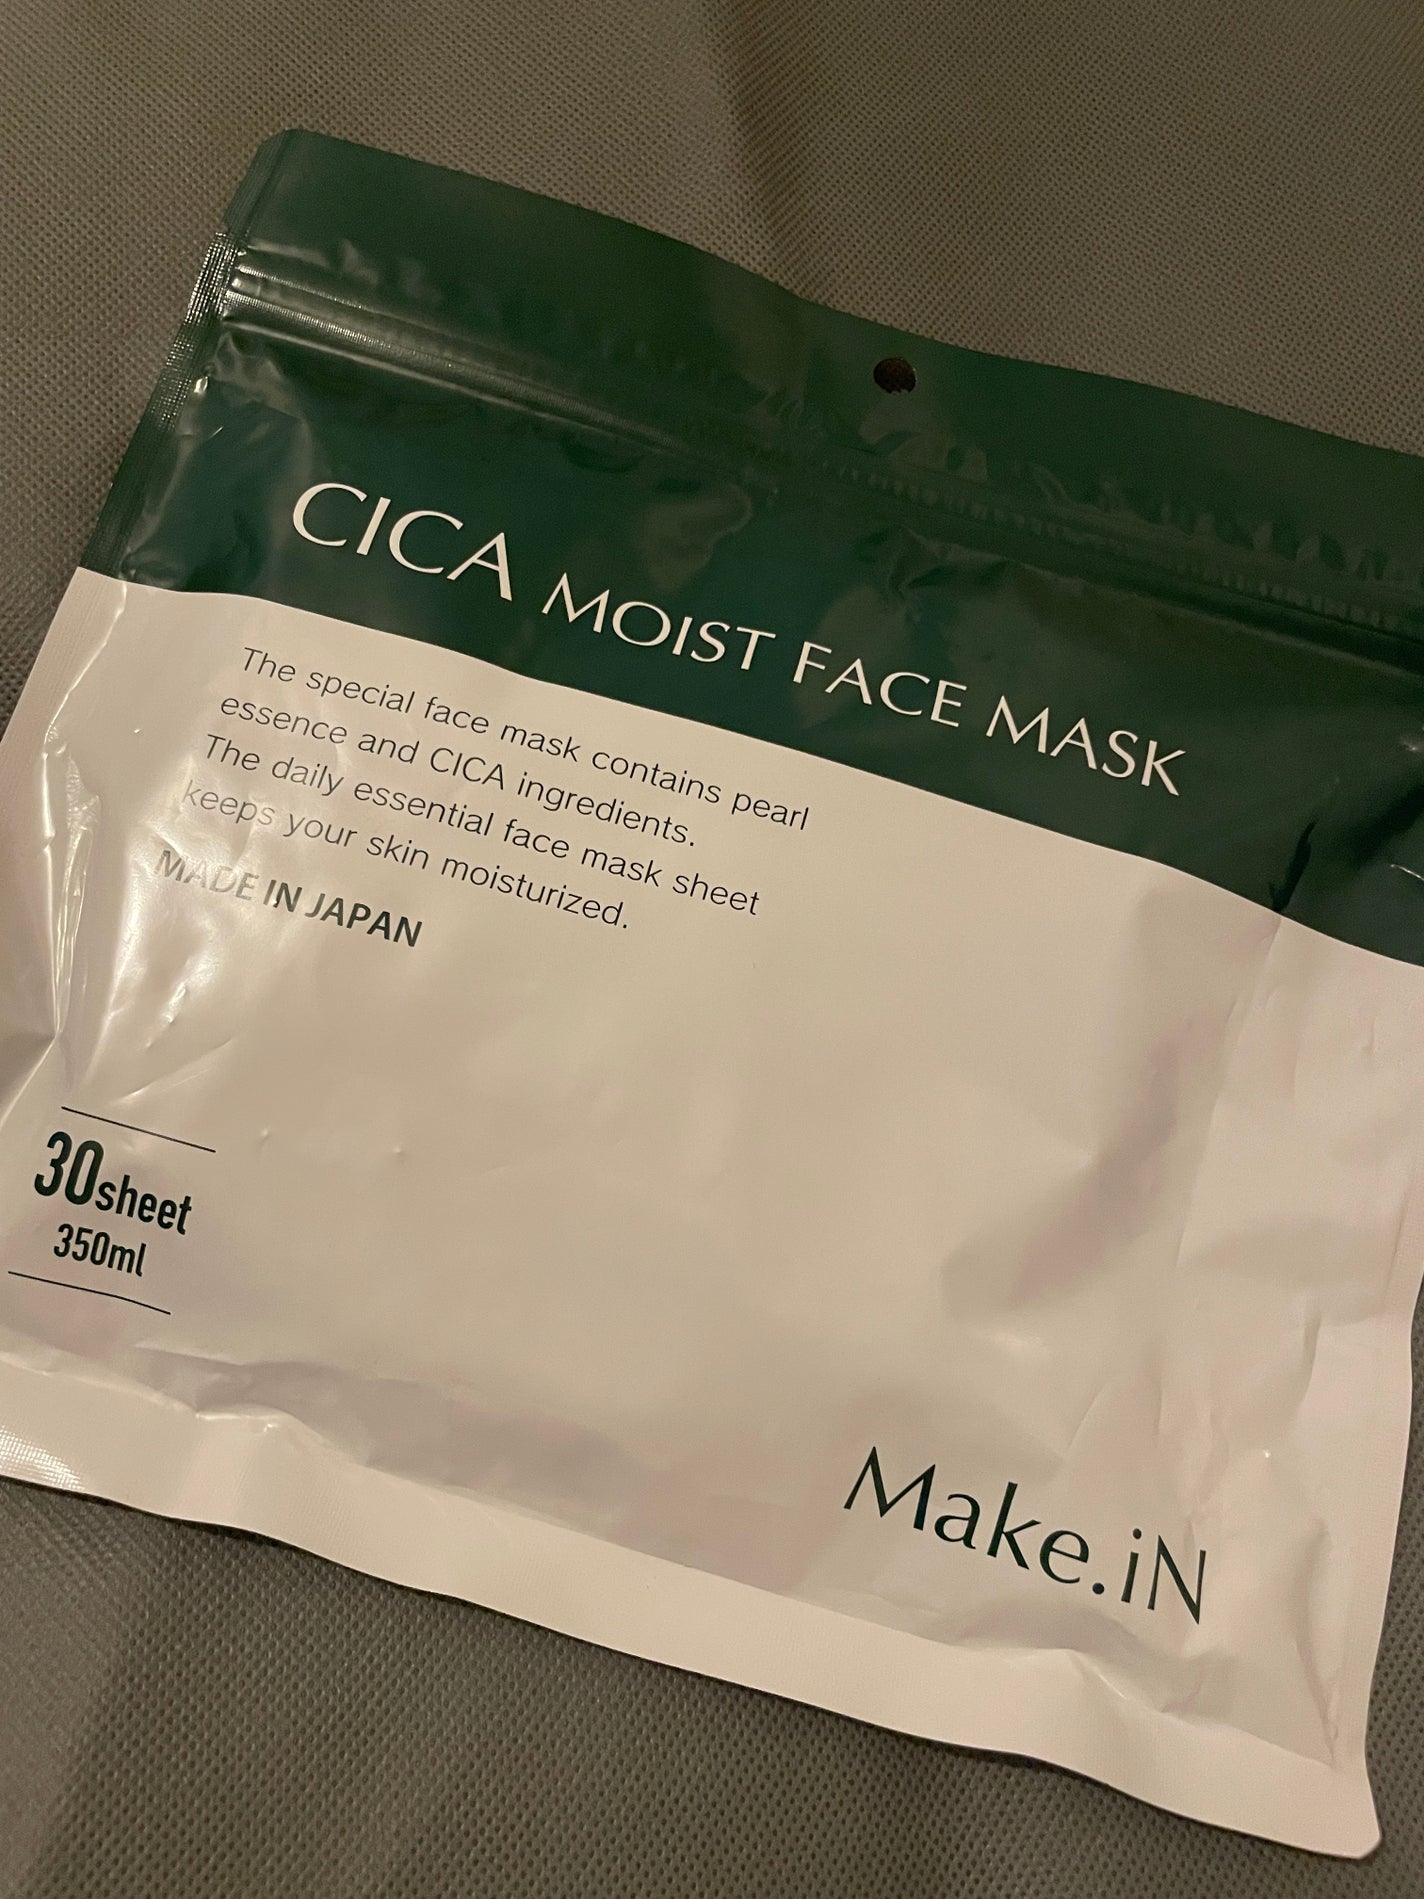 CICA MOIST FACE MASK
The special face mask contains pearl
essence and CICA ingredients.
The daily essential face mask sheet
keeps your skin moisturized.
MADE IN JAPAN
30sheet
350ml
Make.iN